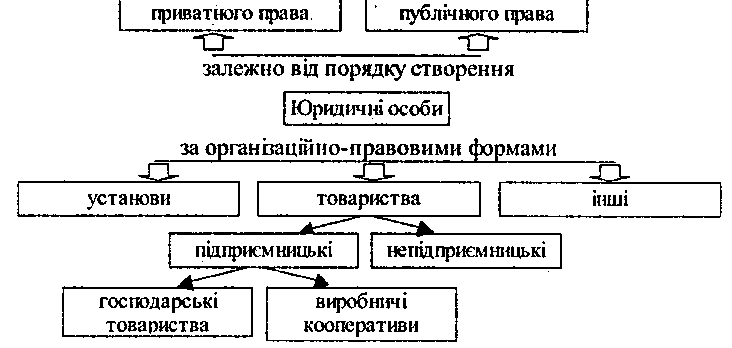 приватного права
публічного права
залежно від порядку створення
Юридичні особи
за організаційно-правовими формами
установи
товариства
інші
підприємницькі
непідприємницькі
господарські
товариства
виробничі
кооперативи